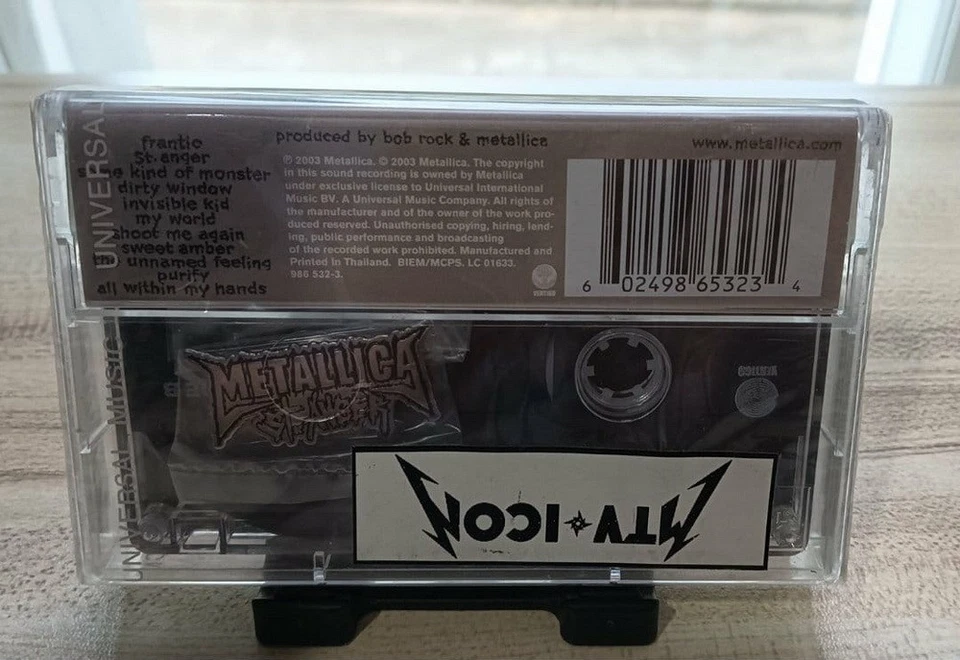 frantic
St. anger
some kind of monster
dirty window
invisible kid
my world
shoot me again
sweet amber
the unnamed feeling
purify
all within my hands
produced by bob rock & metallica
℗ 2003 Metallica. © 2003 Metallica. The copyright
in this sound recording is owned by Metallica
under exclusive license to Universal International
Music BV. A Universal Music Company. All rights of
the manufacturer and of the owner of the work pro-
duced reserved. Unauthorised copying, hiring, lend-
ing, public performance and broadcasting
of the recorded work prohibited. Manufactured and
Printed in Thailand. BIEM/MCPS. LC 01633.
986 532-3.
www.metallica.com
6 02498 65323 4
VERTIGO
UNIVERSAL
UNIVERSAL MUSIC
METALLICA
ST. ANGER
VERTIGO
MTV ICON